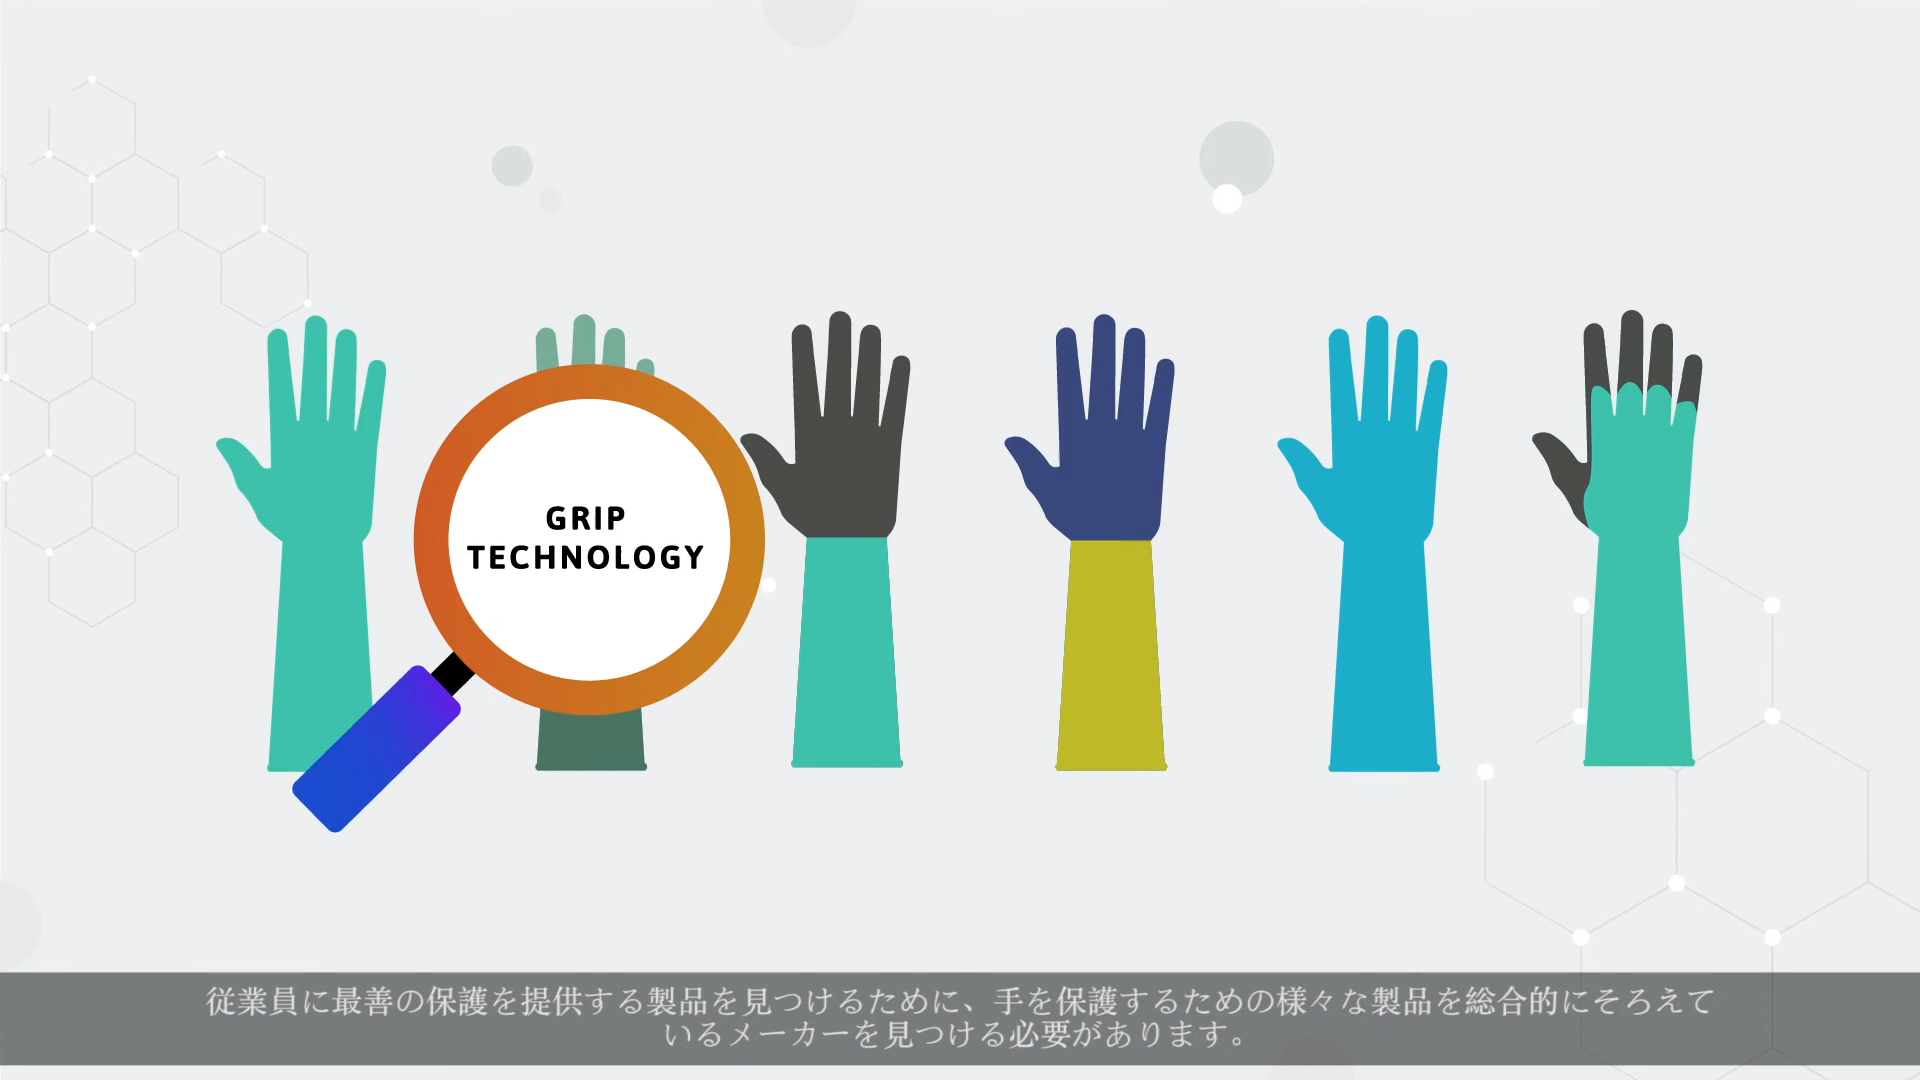 GRIP
TECHNOLOGY
従業員に最善の保護を提供する製品を見つけるために、手を保護するための様々な製品を総合的にそろえて
いるメーカーを見つける必要があります。